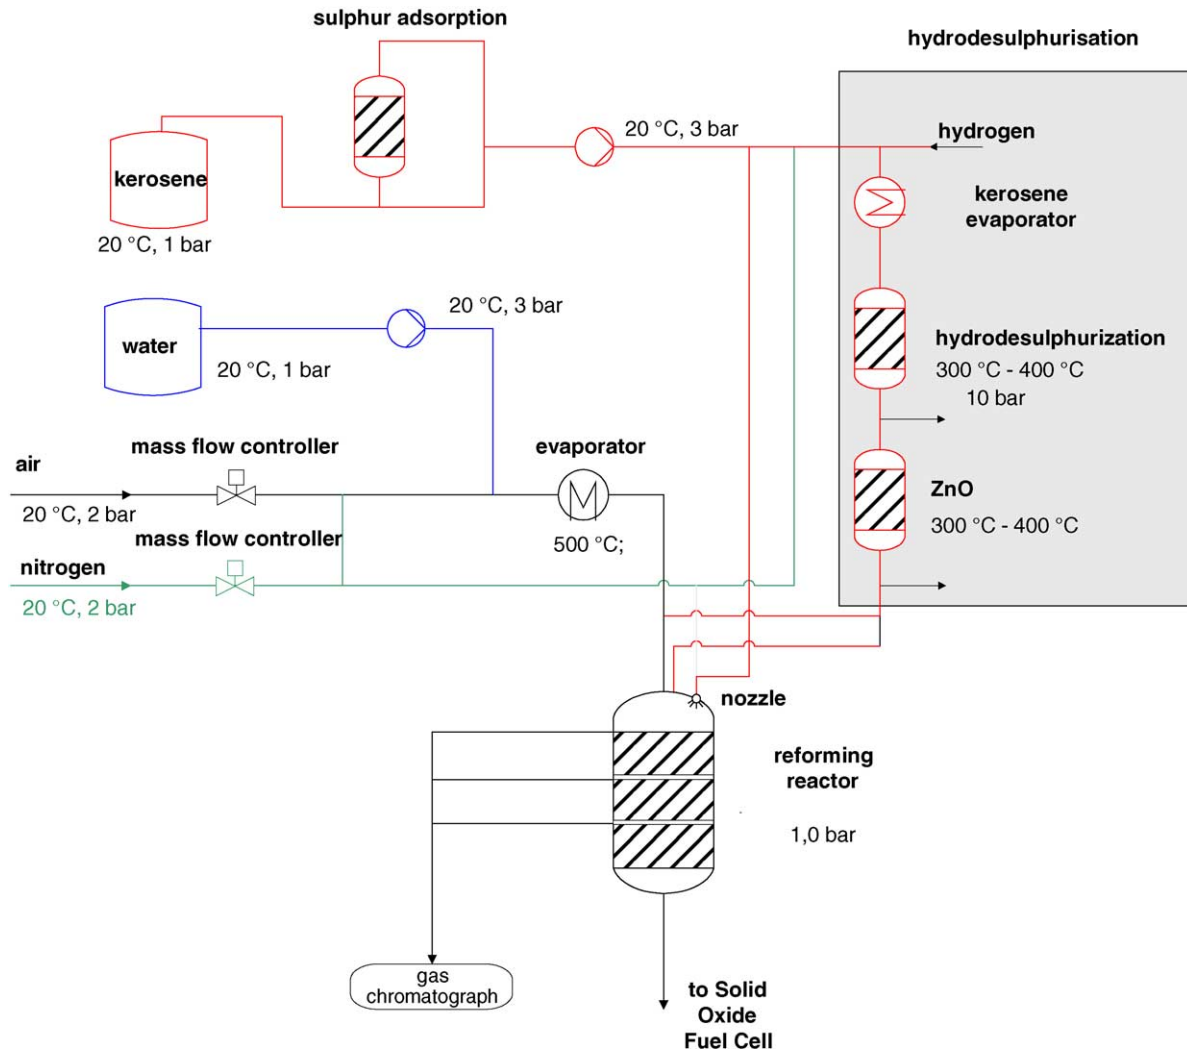 sulphur adsorption
hydrodesulphurisation
20 °C, 3 bar
hydrogen
kerosene
20 °C, 1 bar
kerosene
evaporator
20 °C, 3 bar
water
20 °C, 1 bar
hydrodesulphurization
300 °C - 400 °C
10 bar
mass flow controller
evaporator
air
20 °C, 2 bar
500 °C;
ZnO
300 °C - 400 °C
mass flow controller
nitrogen
20 °C, 2 bar
nozzle
reforming
reactor
1,0 bar
gas
chromatograph
to Solid
Oxide
Fuel Cell